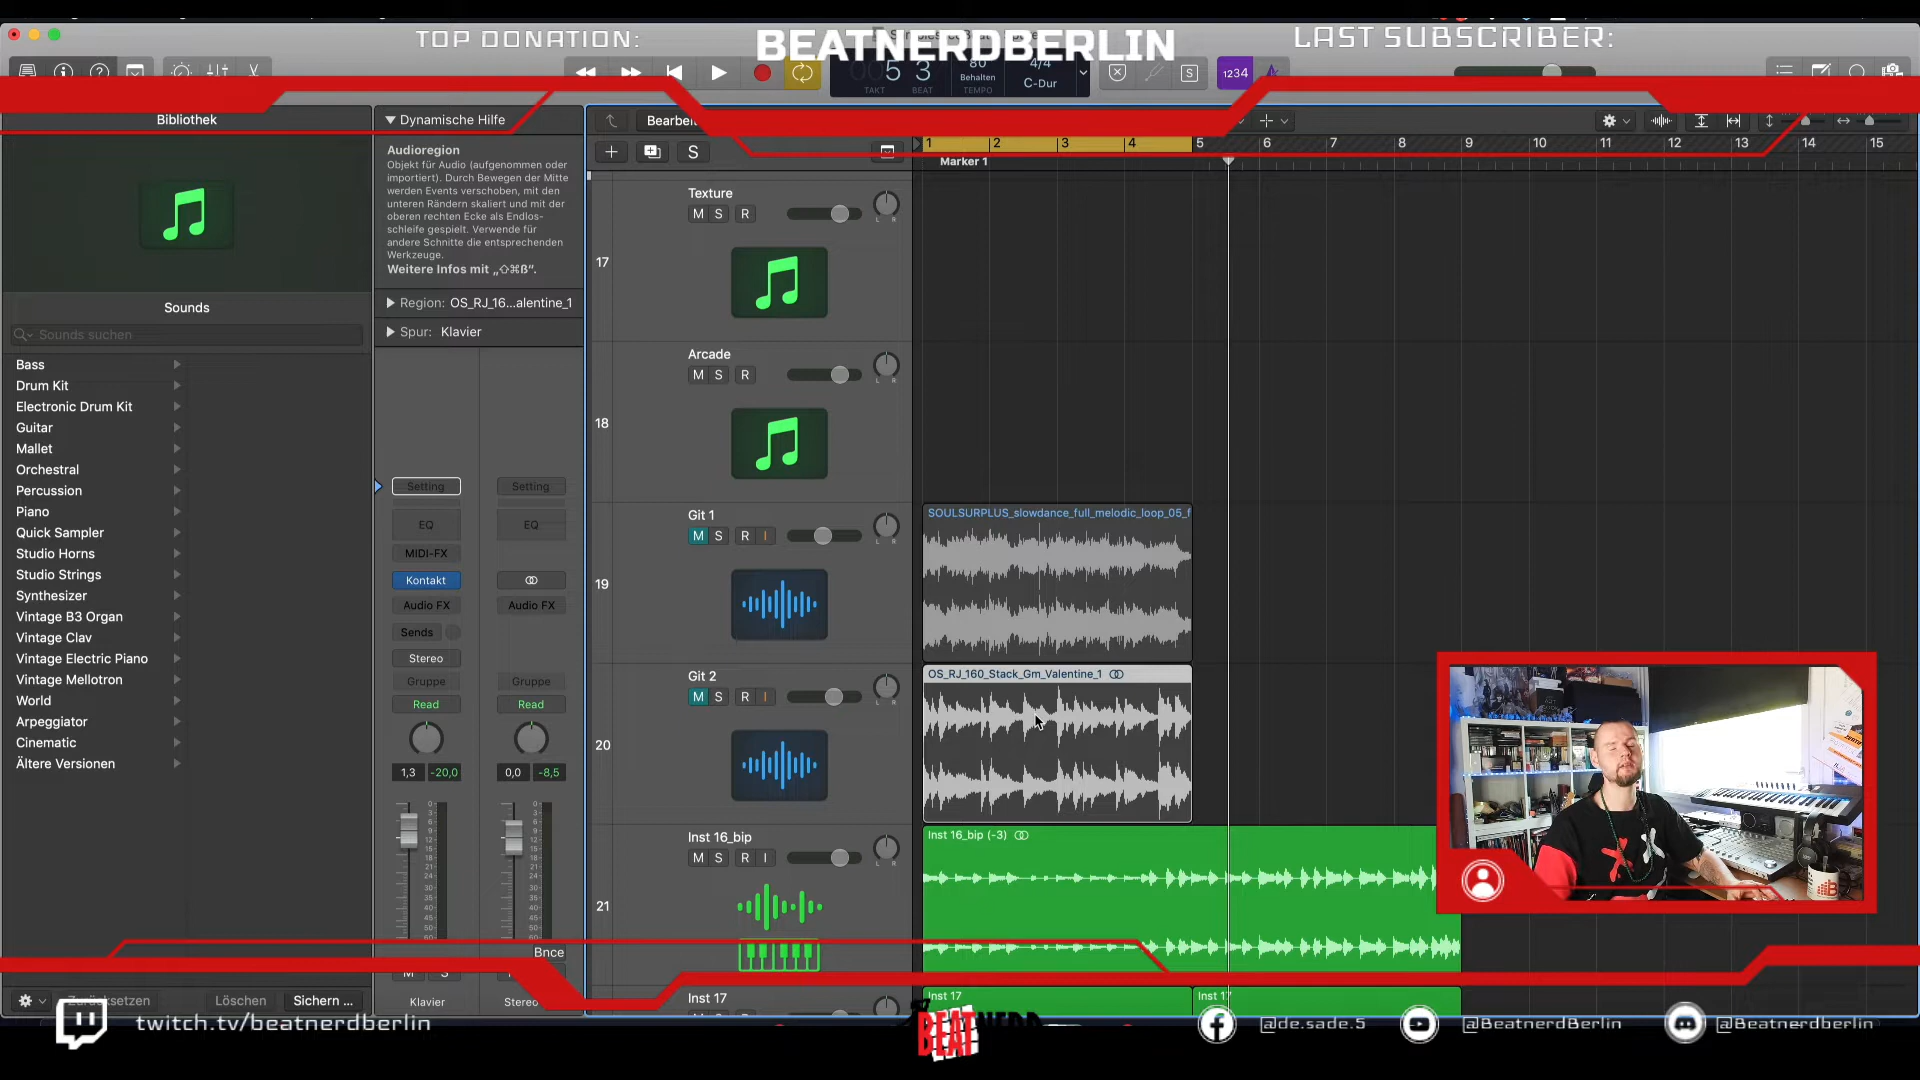 TOP DONATION:
BEATNERDBERLIN
LAST SUBSCRIBER:
5 3
TAKT
BEAT
80
Behalten
TEMPO
4/4
C-Dur
S
1234
Bibliothek
Dynamische Hilfe
Audioregion
Objekt für Audio (aufgenommen oder
importiert). Durch Bewegen der Mitte
werden Events verschoben, mit den
unteren Rändern skaliert und mit der
oberen rechten Ecke als Endlos-
schleife gespielt. Verwende für
andere Schnitte die entsprechenden
Werkzeuge.
Weitere Infos mit „⇧⌘ß“.
Region: OS_RJ_16...alentine_1
Spur: Klavier
Sounds
Sounds suchen
Bass
Drum Kit
Electronic Drum Kit
Guitar
Mallet
Orchestral
Percussion
Piano
Quick Sampler
Studio Horns
Studio Strings
Synthesizer
Vintage B3 Organ
Vintage Clav
Vintage Electric Piano
Vintage Mellotron
World
Arpeggiator
Cinematic
Ältere Versionen
Löschen
Sichern ...
Setting
Setting
EQ
EQ
MIDI-FX
Kontakt
Audio FX
Audio FX
Sends
Stereo
Gruppe
Gruppe
Read
Read
1,3
-20,0
0,0
-8,5
Bnce
M
S
Klavier
Stereo
S
1
2
3
4
5
6
7
8
9
10
11
12
13
14
15
Marker 1
Texture
M S R
17
Arcade
M S R
18
Git 1
M S R I
19
SOULSURPLUS_slowdance_full_melodic_loop_05_f
Git 2
M S R I
20
OS_RJ_160_Stack_Gm_Valentine_1
Inst 16_bip
M S R I
21
Inst 16_bip (-3)
Inst 17
Inst 17
twitch.tv/beatnerdberlin
BEATNERD
@de.sade.5
@BeatnerdBerlin
@Beatnerdberlin